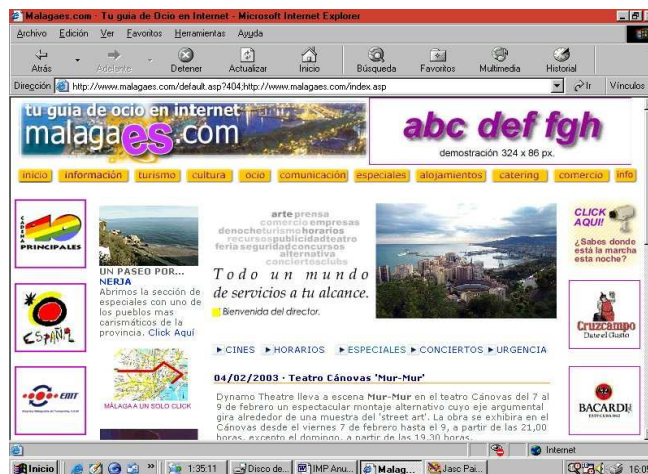 Malagaes.com · Tu guia de Ocio en Internet - Microsoft Internet Explorer
Archivo Edición Ver Favoritos Herramientas Ayuda
Atrás Adelante Detener Actualizar Inicio Búsqueda Favoritos Multimedia Historial
Dirección http://www.malagaes.com/default.asp?404;http://www.malagaes.com/index.asp Ir Vínculos
tu guia de ocio en internet
malagaes.com
abc def fgh
demostración 324 x 86 px.
inicio información turismo cultura ocio comunicación especiales alojamientos catering comercio info
CADENA
40
PRINCIPALES
ESPAÑA
EMT
UN PASEO POR...
NERJA
Abrimos la sección de
especiales con uno de
los pueblos mas
carismáticos de la
provincia. Click Aquí
MÁLAGA A UN SOLO CLICK
arte prensa
comercio empresas
denocheturismohorarios
recursospublicidadteatro
feria seguridadconcursos
alternativa
conciertosclubs
Todo un mundo
de servicios a tu alcance.
Bienvenida del director.
CLICK
AQUI!
¿Sabes donde
está la marcha
esta noche?
Cruzcampo
Date el Gusto
BACARDI
CINES HORARIOS ESPECIALES CONCIERTOS URGENCIA
04/02/2003 · Teatro Cánovas 'Mur-Mur'
Dynamo Theatre lleva a escena Mur-Mur en el teatro Cánovas del 7 al
9 de febrero un espectacular montaje alternativo cuyo eje argumental
gira alrededor de una muestra del 'street art'. La obra se exhibira en el
Cánovas desde el viernes 7 de febrero hasta el 9, a partir de las 21,00
horas, excepto el domingo, a partir de las 19,30 horas.
Internet
Inicio 1:35:11 Disco de... IMP Anu... Malag... Jasc Pai... 16:05